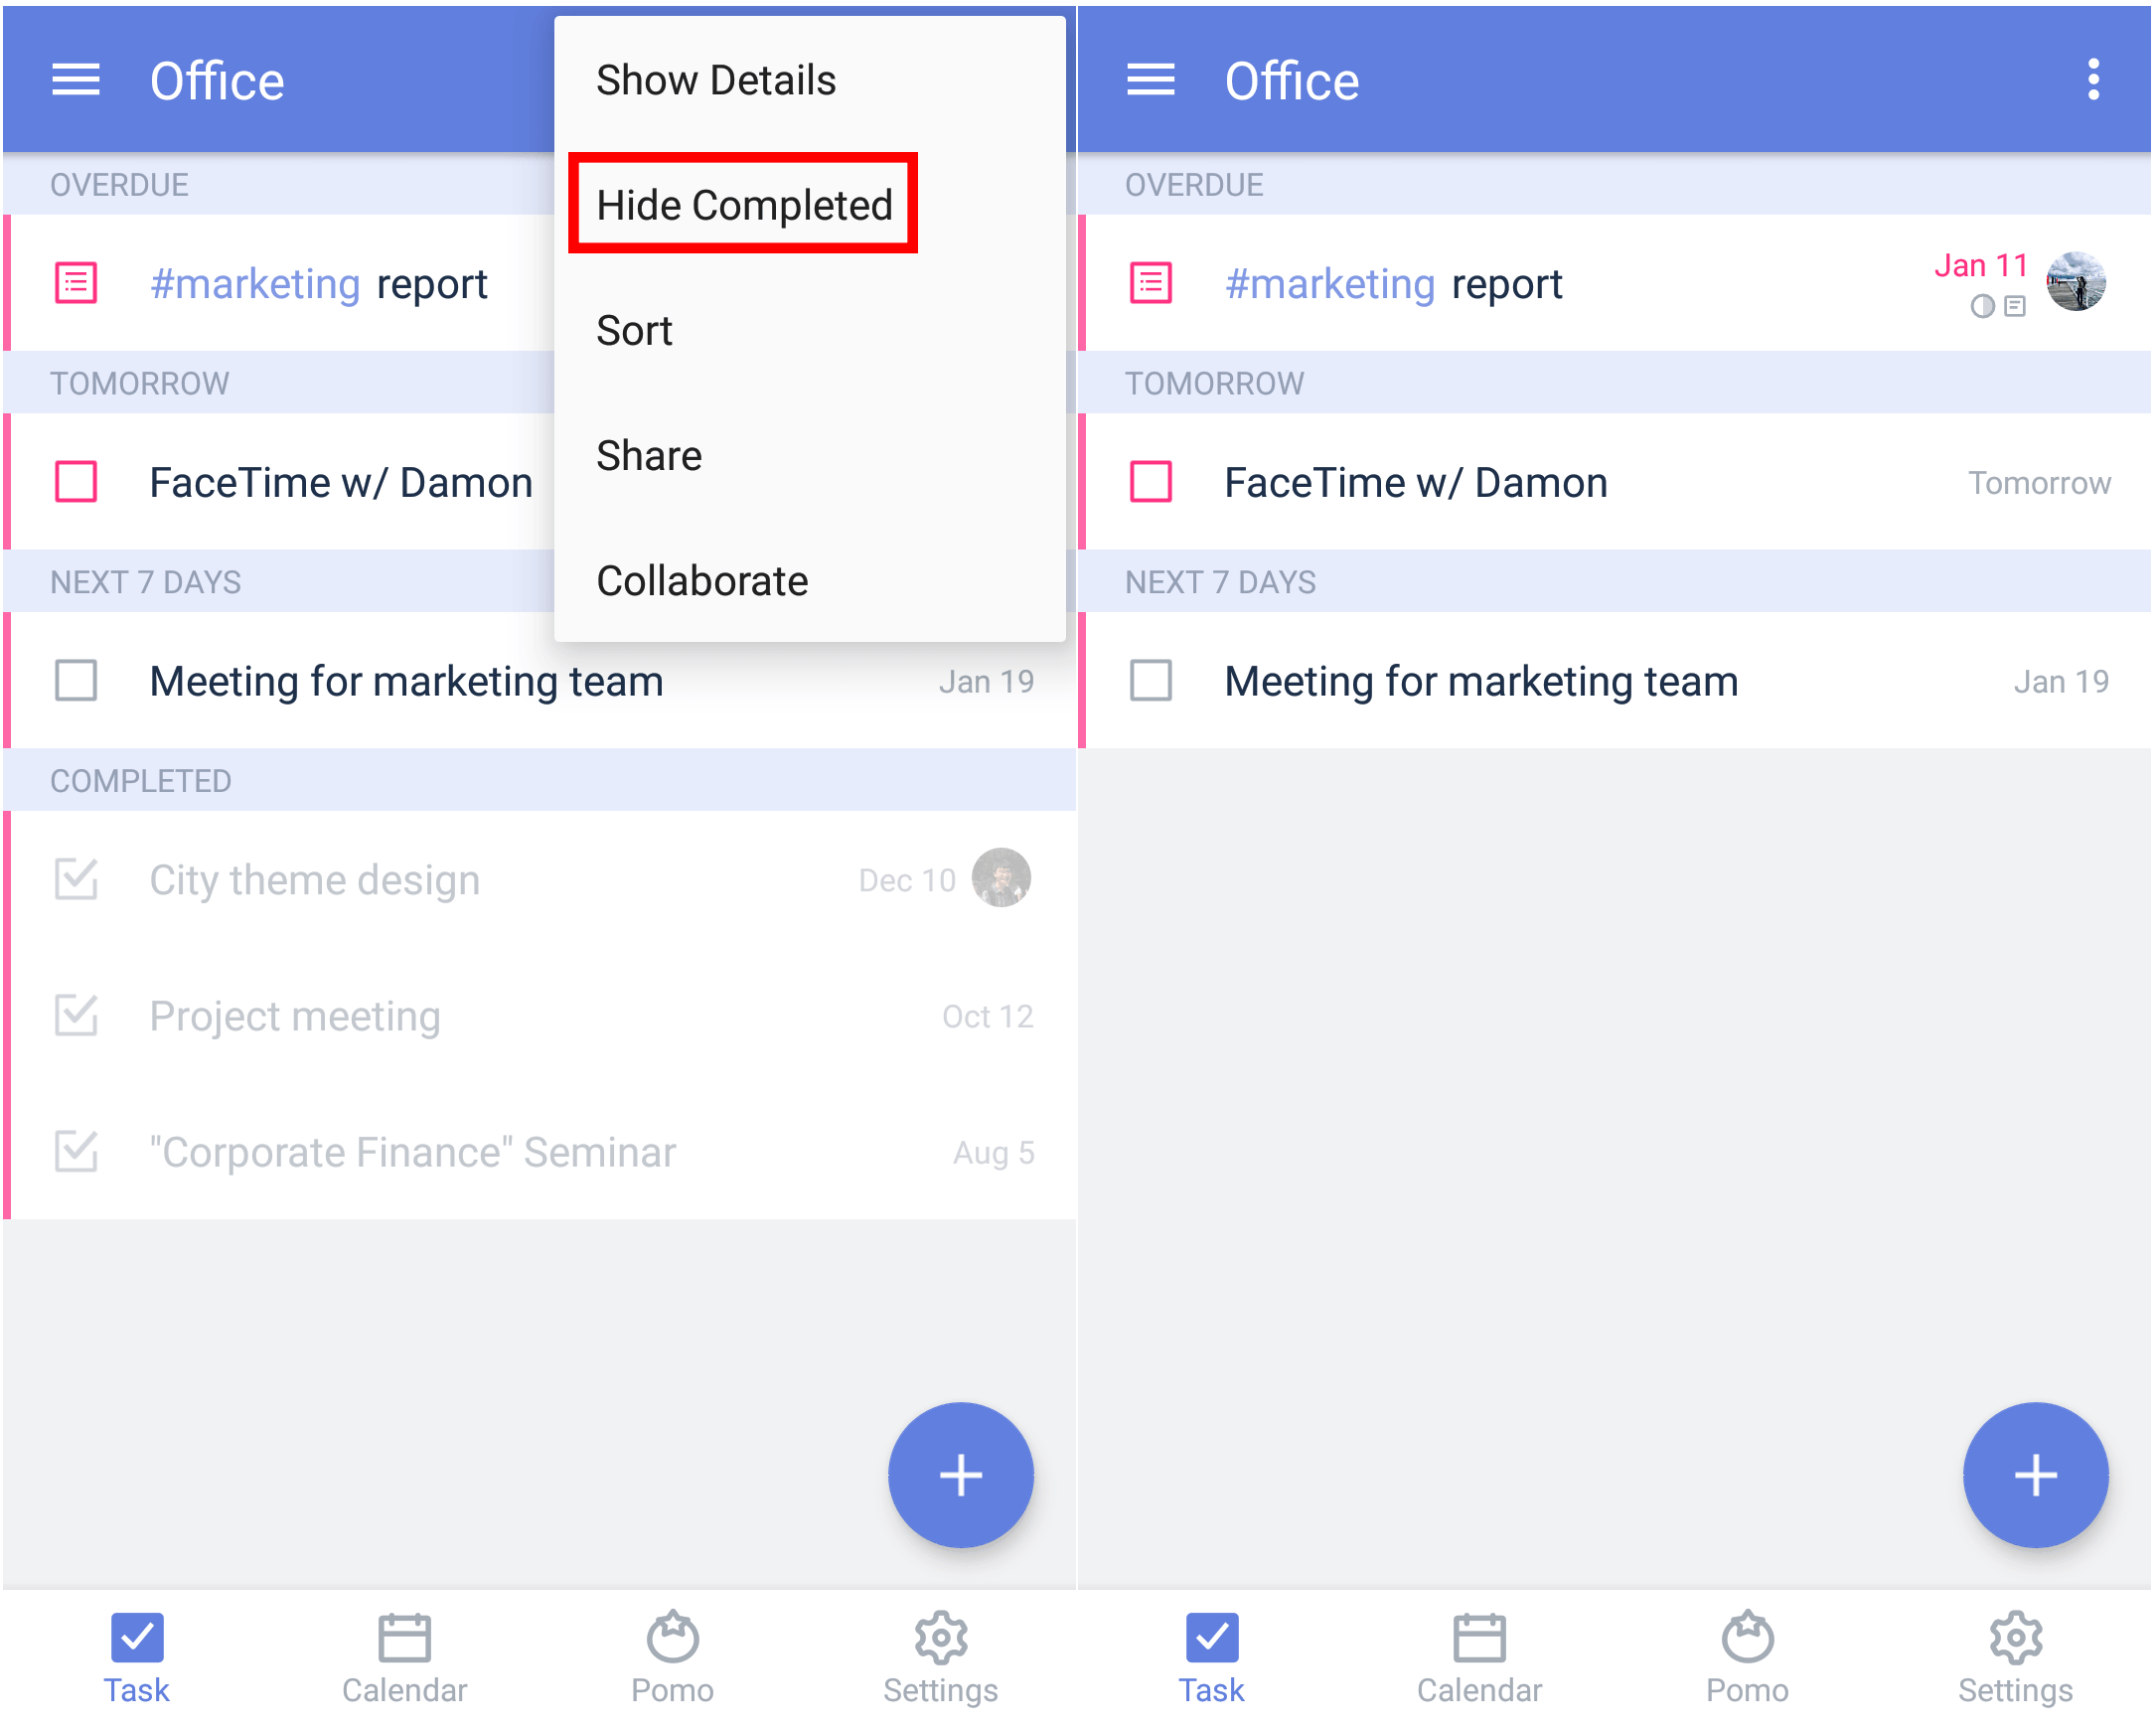 Office
Show Details
Hide Completed
Sort
Share
Collaborate
OVERDUE
#marketing report
TOMORROW
FaceTime w/ Damon
NEXT 7 DAYS
Meeting for marketing team Jan 19
COMPLETED
City theme design Dec 10
Project meeting Oct 12
"Corporate Finance" Seminar Aug 5
Task Calendar Pomo Settings
Office
OVERDUE
#marketing report Jan 11
TOMORROW
FaceTime w/ Damon Tomorrow
NEXT 7 DAYS
Meeting for marketing team Jan 19
Task Calendar Pomo Settings